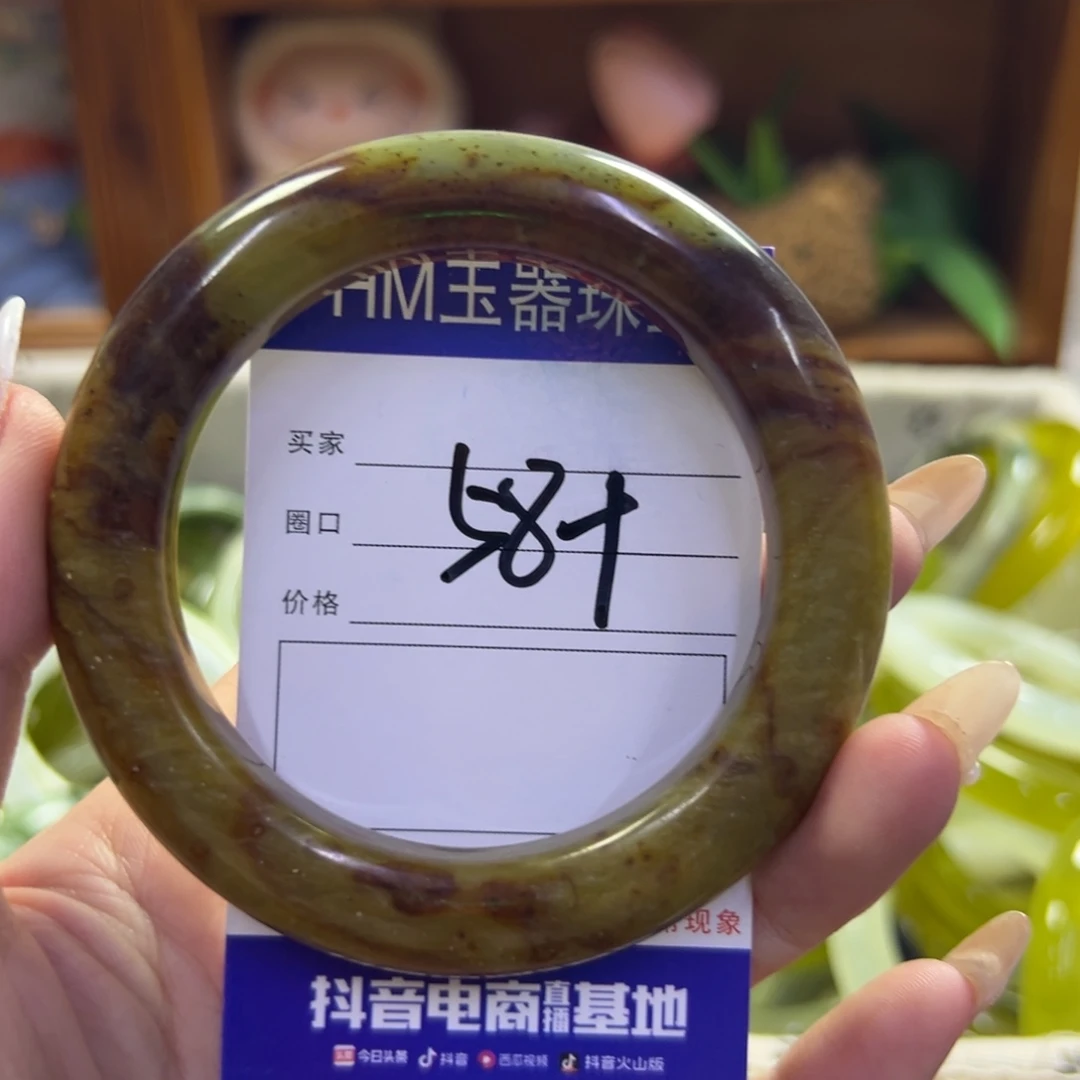 HM玉器珠
买家
圈口
58+
价格
常现象
抖音电商直播基地
今日头条 抖音 西瓜视频 抖音火山版